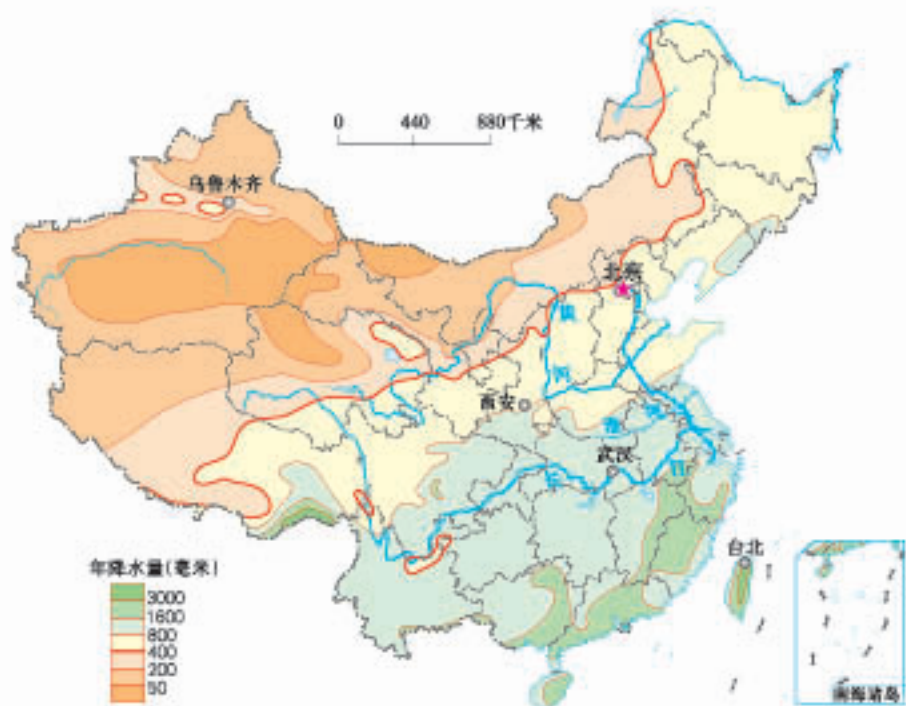 0 440 880千米
乌鲁木齐
北京
黄
河
西安
淮
河
武汉
长
江
台北
年降水量(毫米)
3000
1600
800
400
200
50
南海诸岛